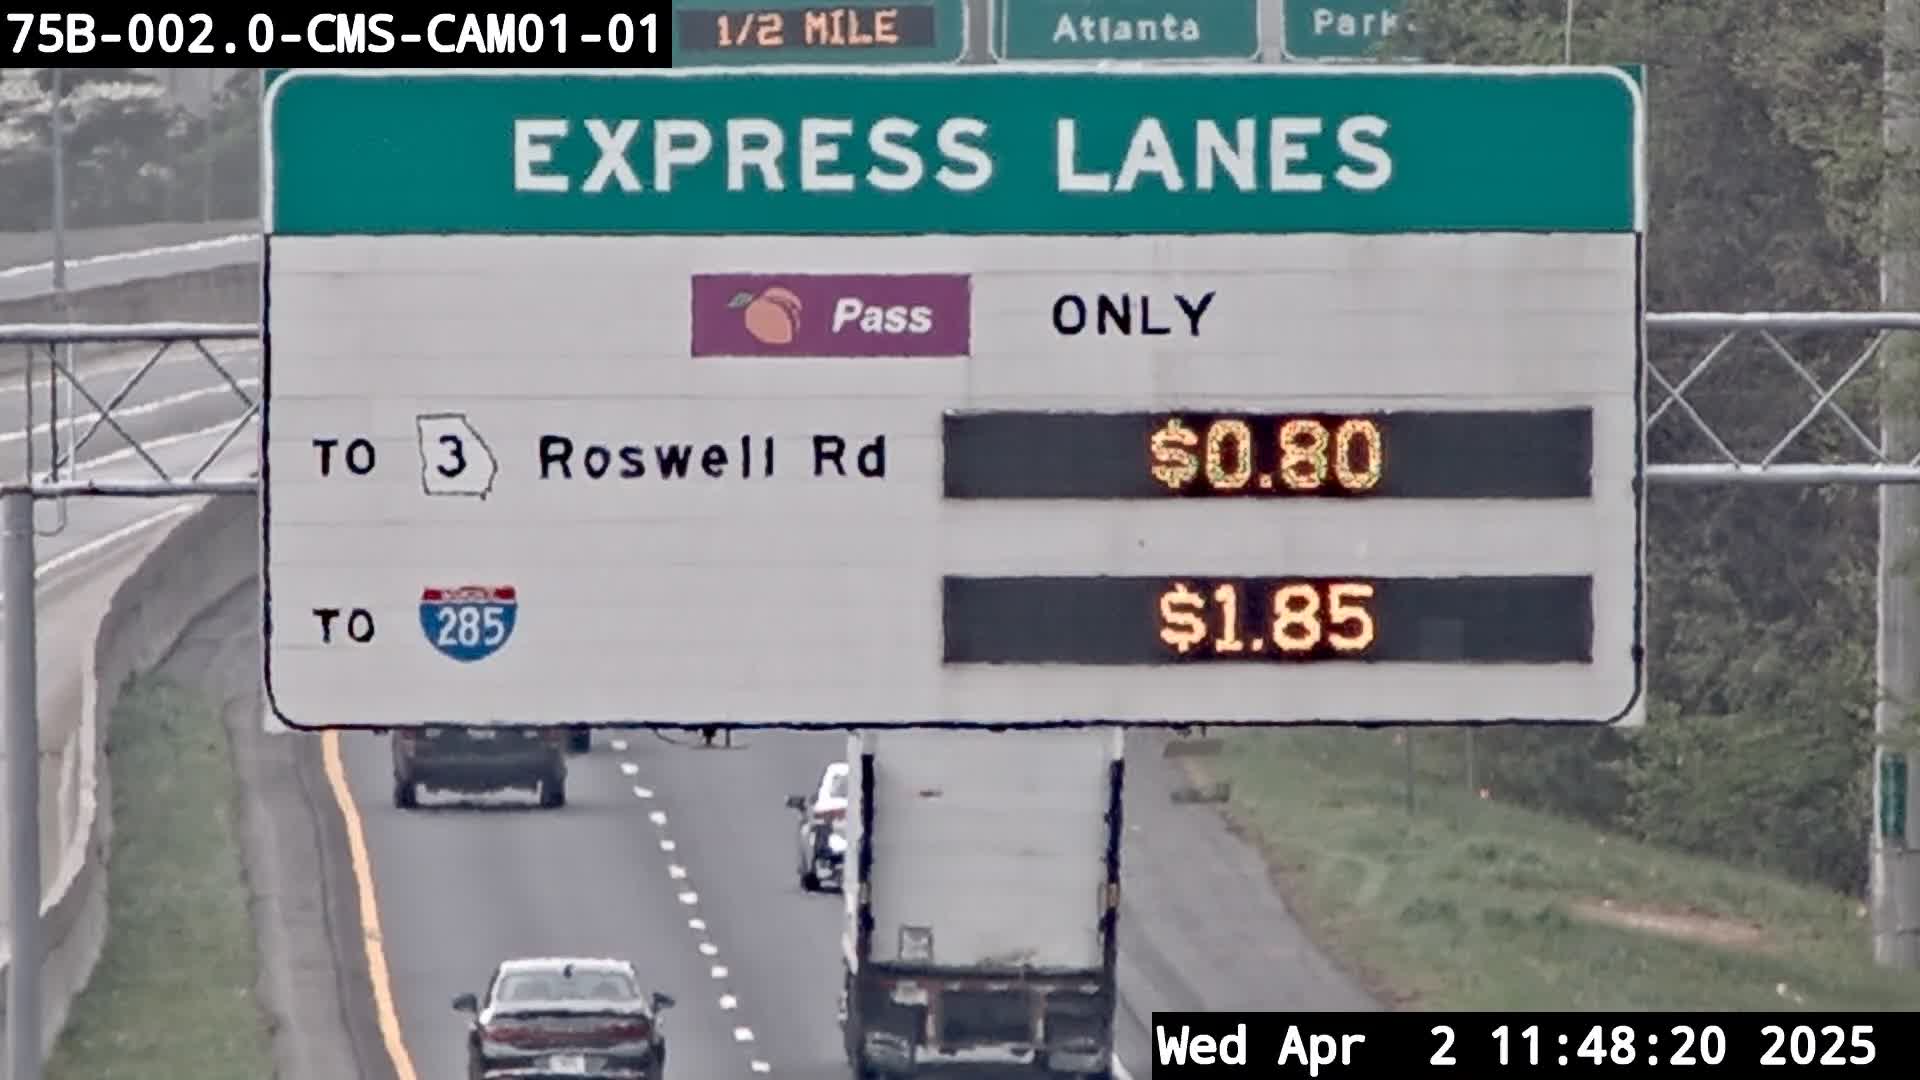 75B-002.0-CMS-CAM01-01
1/2 MILE
Atlanta
Park
EXPRESS LANES
Pass ONLY
TO 3 Roswell Rd $0.80
TO 285 $1.85
Wed Apr 2 11:48:20 2025